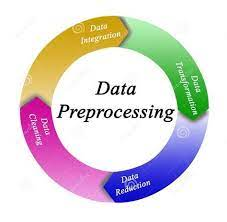 Data
Integration
Data
Transformation
Data
Preprocessing
Data
Cleaning
Data
Reduction